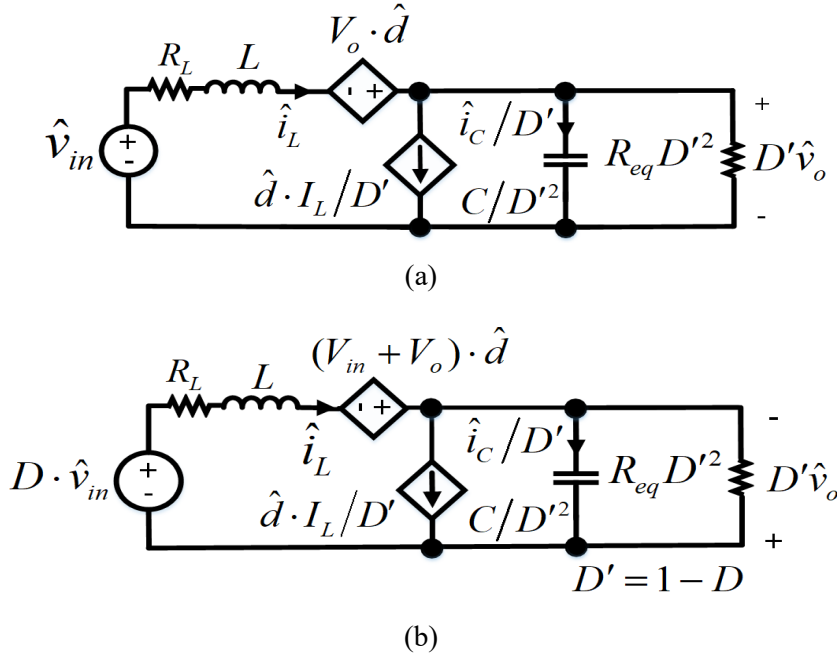 V_o · d̂
R_L L
î_L î_C/D′ +
v̂_in + - - + R_eq D′² D′v̂_o
d̂ · I_L/D′ C/D′² -
(a)
(V_in + V_o) · d̂
R_L L
î_L î_C/D′ -
D · v̂_in + - - + R_eq D′² D′v̂_o
d̂ · I_L/D′ C/D′² +
D′ = 1 − D
(b)